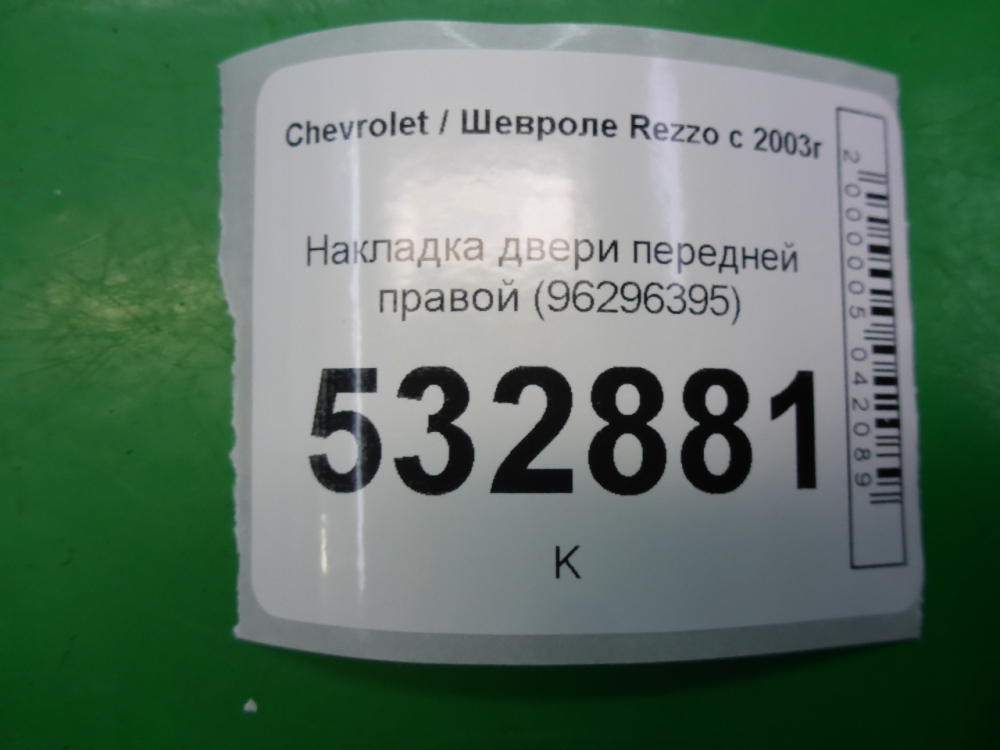 Chevrolet / Шевроле Rezzo с 2003г
Накладка двери передней
правой (96296395)
532881
К
2000005042089